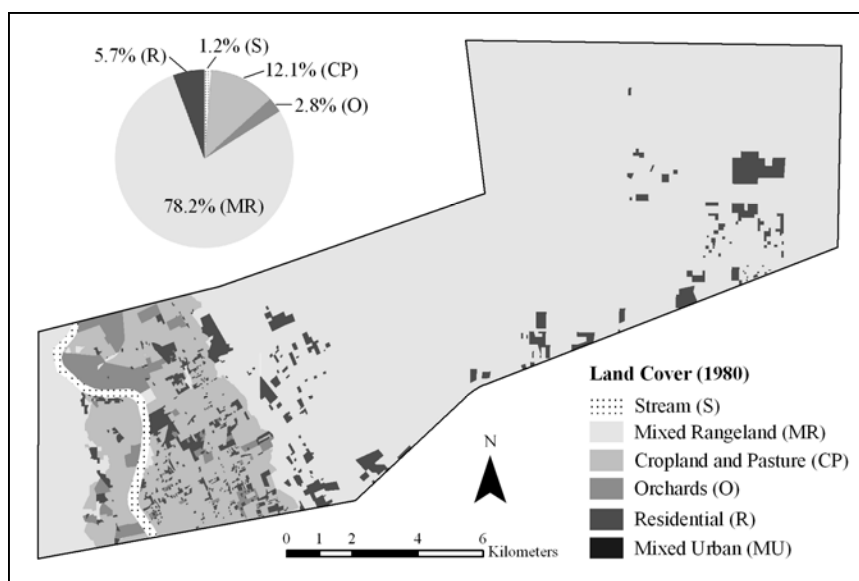 1.2% (S)
5.7% (R)
12.1% (CP)
2.8% (O)
78.2% (MR)
Land Cover (1980)
Stream (S)
Mixed Rangeland (MR)
Cropland and Pasture (CP)
Orchards (O)
Residential (R)
Mixed Urban (MU)
N
0 1 2 4 6
Kilometers